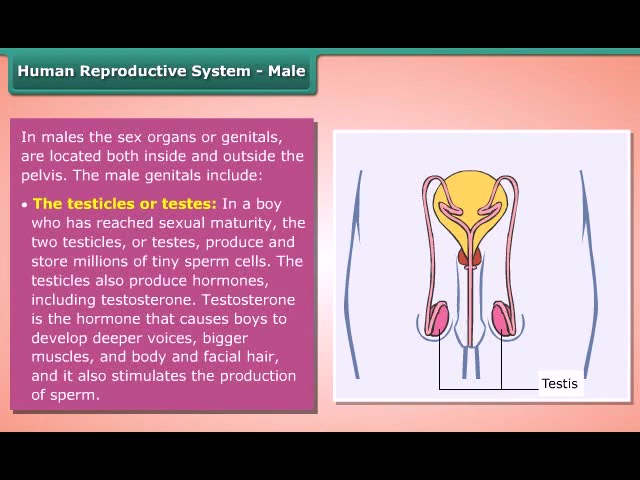 Human Reproductive System - Male
In males the sex organs or genitals,
are located both inside and outside the
pelvis. The male genitals include:
• The testicles or testes: In a boy
who has reached sexual maturity, the
two testicles, or testes, produce and
store millions of tiny sperm cells. The
testicles also produce hormones,
including testosterone. Testosterone
is the hormone that causes boys to
develop deeper voices, bigger
muscles, and body and facial hair,
and it also stimulates the production
of sperm.
Testis